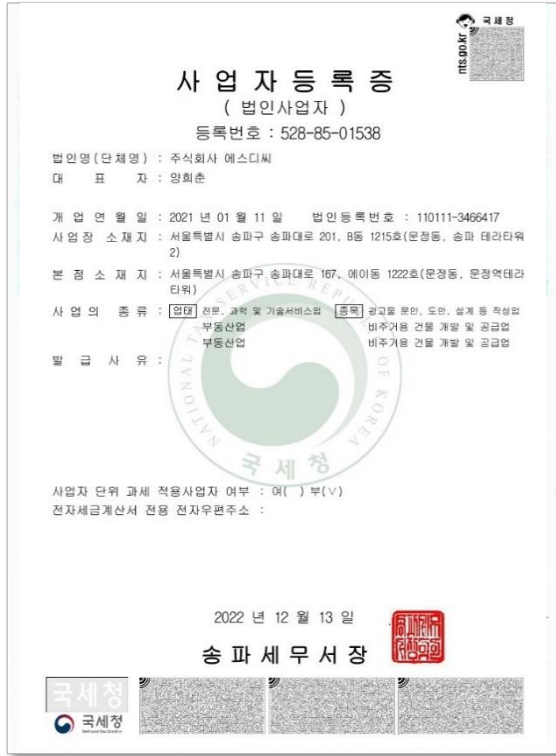 국세청
nts.go.kr
사업자등록증
( 법인사업자 )
등록번호 : 528-85-01538
법인명(단체명) : 주식회사 에스디씨
대 표 자 : 양희춘
개 업 연 월 일 : 2021 년 01 월 11 일 법인등록번호 : 110111-3466417
사업장 소재지 : 서울특별시 송파구 송파대로 201, B동 1215호(문정동, 송파 테라타워
2)
본 점 소 재 지 : 서울특별시 송파구 송파대로 167, 에이동 1222호(문정동, 문정역테라
타워)
사 업 의 종 류 : 업태 전문, 과학 및 기술서비스업 종목 광고물 문안, 도안, 설계 등 작성업
부동산업 비주거용 건물 개발 및 공급업
부동산업 비주거용 건물 개발 및 공급업
발 급 사 유 :
NATIONAL TAX SERVICE REPUBLIC OF KOREA
국세청
사업자 단위 과세 적용사업자 여부 : 여( ) 부(∨)
전자세금계산서 전용 전자우편주소 :
2022 년 12 월 13 일
송파세무서장
국세청
국세청
National Tax Service